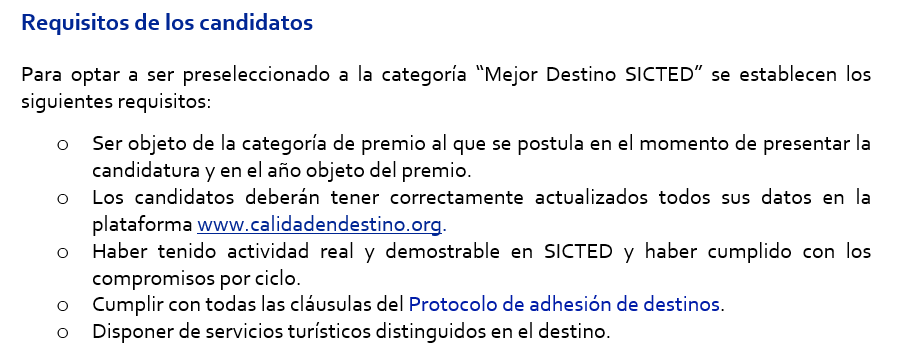 Requisitos de los candidatos
Para optar a ser preseleccionado a la categoría “Mejor Destino SICTED” se establecen los
siguientes requisitos:
o Ser objeto de la categoría de premio al que se postula en el momento de presentar la
candidatura y en el año objeto del premio.
o Los candidatos deberán tener correctamente actualizados todos sus datos en la
plataforma www.calidadendestino.org.
o Haber tenido actividad real y demostrable en SICTED y haber cumplido con los
compromisos por ciclo.
o Cumplir con todas las cláusulas del Protocolo de adhesión de destinos.
o Disponer de servicios turísticos distinguidos en el destino.